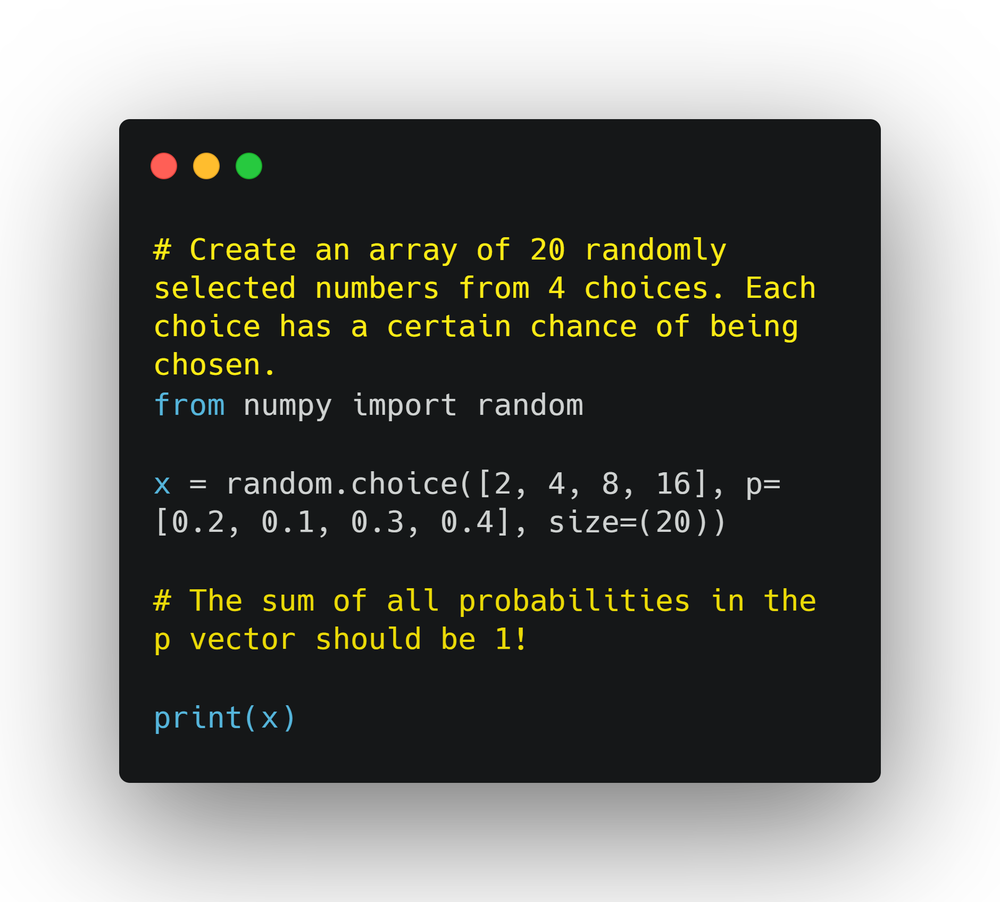 # Create an array of 20 randomly
selected numbers from 4 choices. Each
choice has a certain chance of being
chosen.
from numpy import random
x = random.choice([2, 4, 8, 16], p=
[0.2, 0.1, 0.3, 0.4], size=(20))
# The sum of all probabilities in the
p vector should be 1!
print(x)